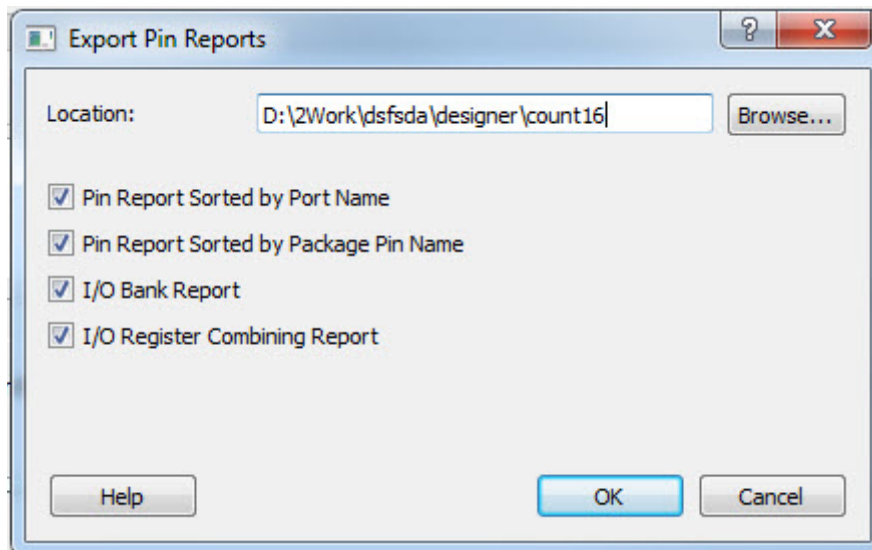 Export Pin Reports
Location: D:\2Work\dsfsda\designer\count16 Browse...
Pin Report Sorted by Port Name
Pin Report Sorted by Package Pin Name
I/O Bank Report
I/O Register Combining Report
Help OK Cancel